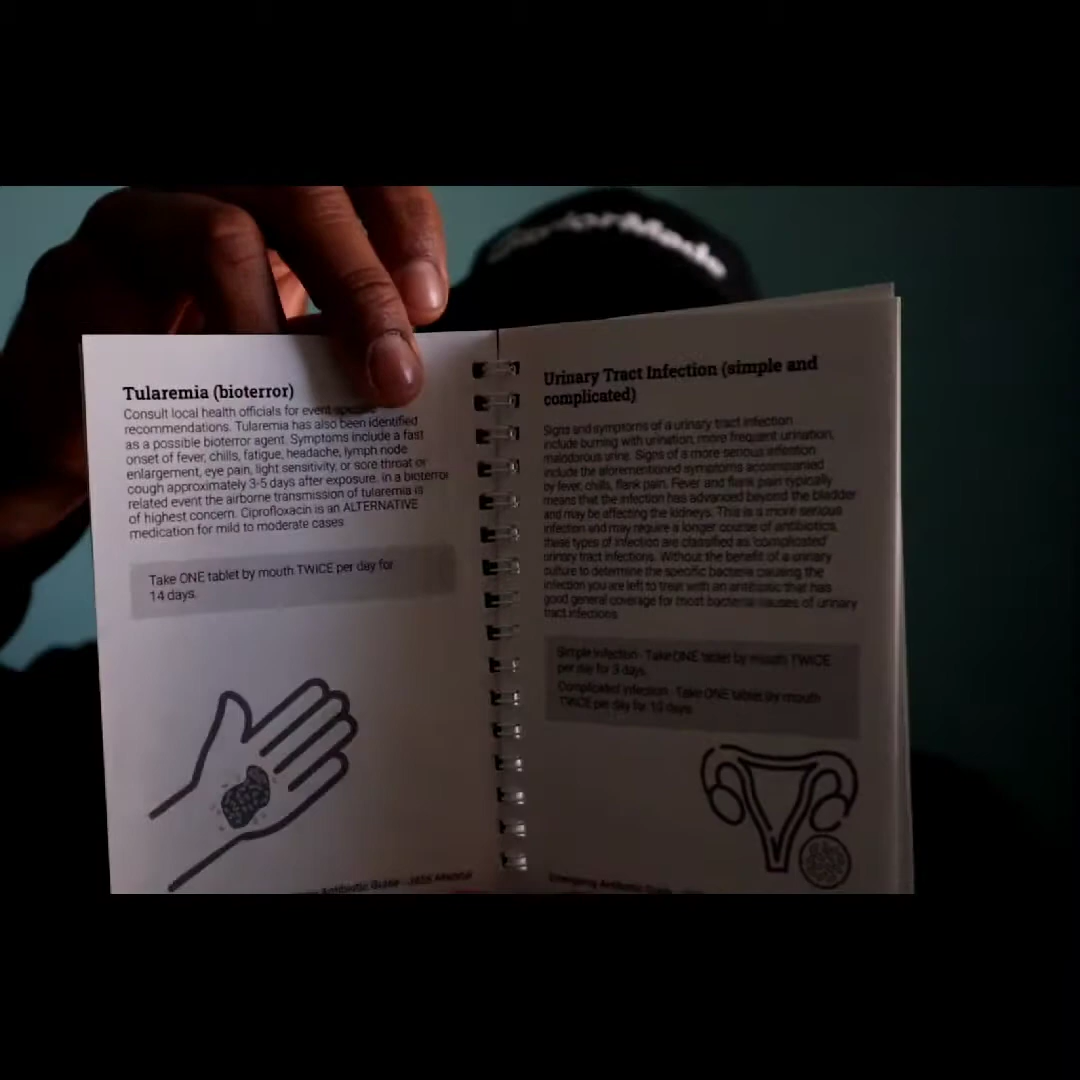 Tularemia (bioterror)
Consult local health officials for event specific
recommendations. Tularemia has also been identified
as a possible bioterror agent. Symptoms include a fast
onset of fever, chills, fatigue, headache, lymph node
enlargement, eye pain, light sensitivity, or sore throat or
cough approximately 3-5 days after exposure. In a bioterror
related event the airborne transmission of tularemia is
of highest concern. Ciprofloxacin is an ALTERNATIVE
medication for mild to moderate cases
Take ONE tablet by mouth TWICE per day for
14 days.
Antibiotic Guide
Urinary Tract Infection (simple and
complicated)
Signs and symptoms of a urinary tract infection
include burning with urination, more frequent urination,
malodorous urine. Signs of a more serious infection
include the aforementioned symptoms accompanied
by fever, chills, flank pain. Fever and flank pain typically
means that the infection has advanced beyond the bladder
and may be affecting the kidneys. This is a more serious
infection and may require a longer course of antibiotics,
these types of infection are classified as 'complicated'
urinary tract infections. Without the benefit of a urinary
culture to determine the specific bacteria causing the
infection you are left to treat with an antibiotic that has
good general coverage for most bacterial causes of urinary
tract infections.
Simple infection - Take ONE tablet by mouth TWICE
per day for 3 days.
Complicated infection - Take ONE tablet by mouth
TWICE per day for 10 days.
Emergency Antibiotic Guide